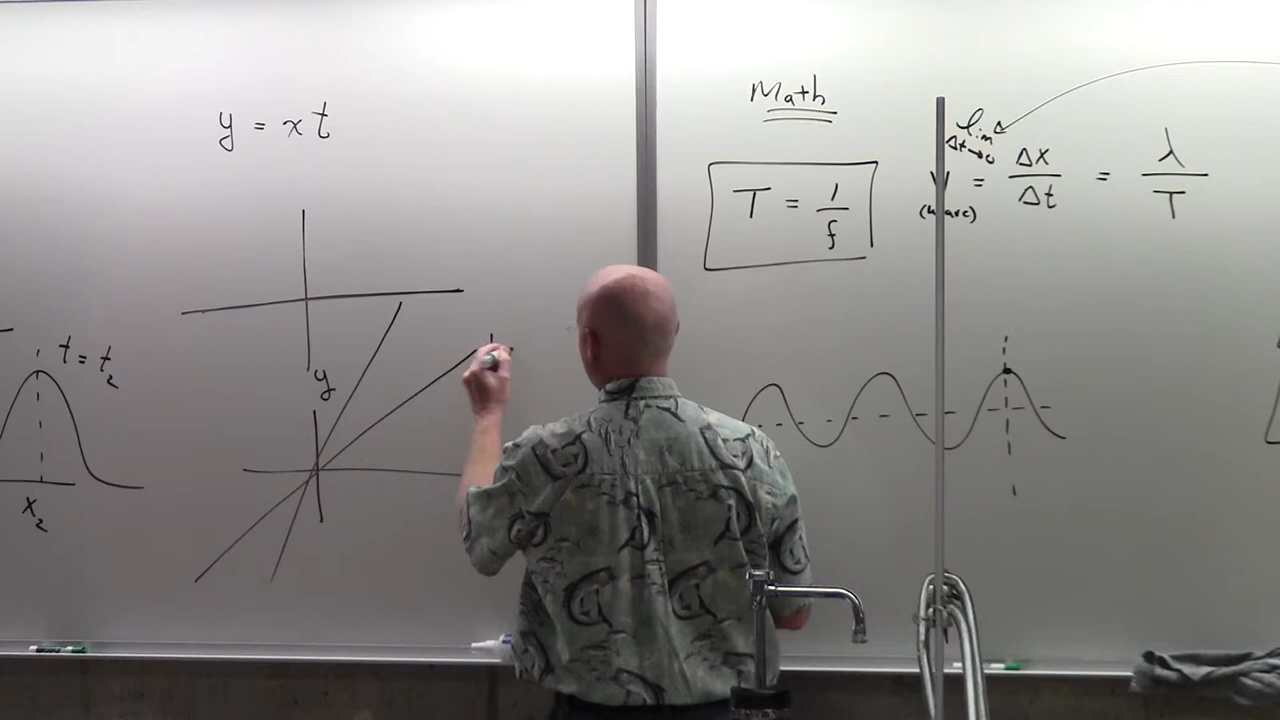 y = x t
t = t₂
x₂
y
Math
T = 1/f
lim
Δt→0
V = Δx/Δt = λ/T
(wave)